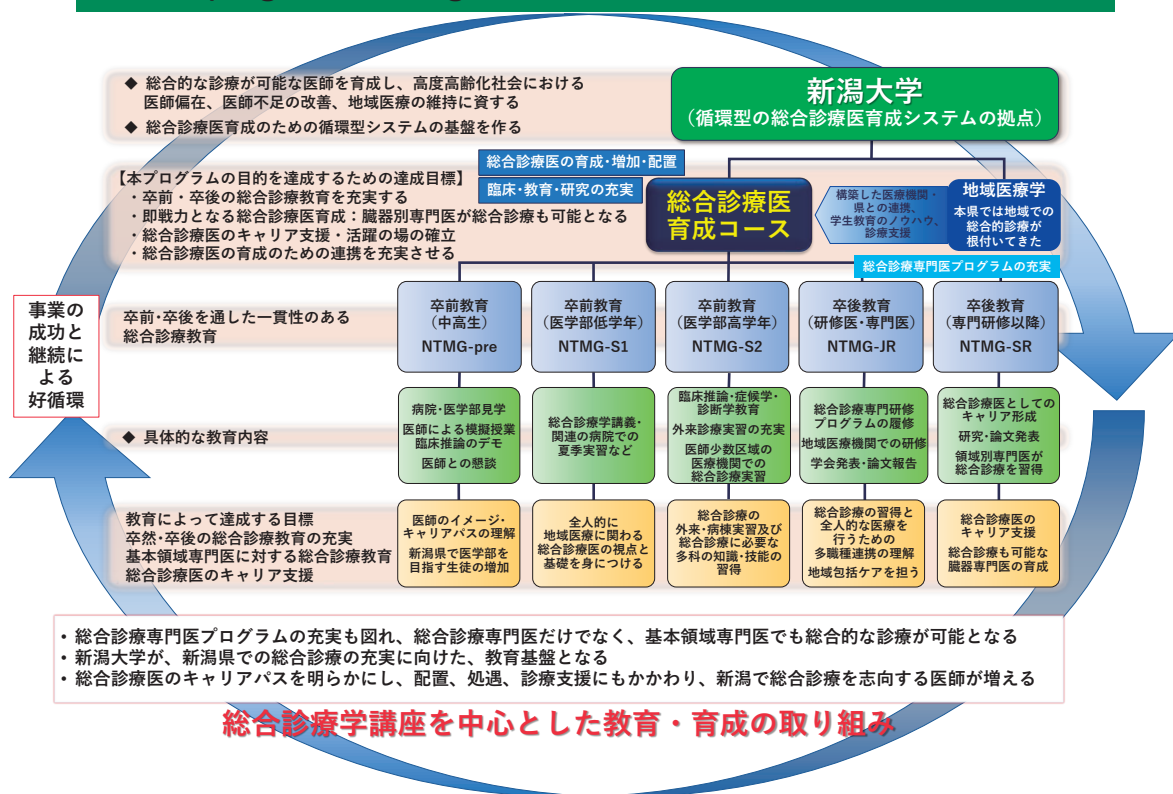 ◆ 総合的な診療が可能な医師を育成し、高度高齢化社会における
医師偏在、医師不足の改善、地域医療の維持に資する
◆ 総合診療医育成のための循環型システムの基盤を作る
新潟大学
（循環型の総合診療医育成システムの拠点）
総合診療医の育成・増加・配置
臨床・教育・研究の充実
【本プログラムの目的を達成するための達成目標】
・卒前・卒後の総合診療教育を充実する
・即戦力となる総合診療医育成：臓器別専門医が総合診療も可能となる
・総合診療医のキャリア支援・活躍の場の確立
・総合診療医の育成のための連携を充実させる
総合診療医
育成コース
構築した医療機関・
県との連携、
学生教育のノウハウ、
診療支援
地域医療学
本県では地域での
総合的診療が
根付いてきた
総合診療専門医プログラムの充実
事業の
成功と
継続に
よる
好循環
卒前・卒後を通した一貫性のある
総合診療教育
卒前教育
（中高生）
NTMG-pre
卒前教育
（医学部低学年）
NTMG-S1
卒前教育
（医学部高学年）
NTMG-S2
卒後教育
（研修医・専門医）
NTMG-JR
卒後教育
（専門研修以降）
NTMG-SR
◆ 具体的な教育内容
病院・医学部見学
医師による模擬授業
臨床推論のデモ
医師との懇談
総合診療学講義・
関連の病院での
夏季実習など
臨床推論・症候学・
診断学教育
外来診療実習の充実
医師少数区域の
医療機関での
総合診療実習
総合診療専門研修
プログラムの履修
地域医療機関での研修
学会発表・論文報告
総合診療医としての
キャリア形成
研究・論文発表
領域別専門医が
総合診療を習得
教育によって達成する目標
卒然・卒後の総合診療教育の充実
基本領域専門医に対する総合診療教育
総合診療医のキャリア支援
医師のイメージ・
キャリアパスの理解
新潟県で医学部を
目指す生徒の増加
全人的に
地域医療に関わる
総合診療医の視点と
基礎を身につける
総合診療の
外来・病棟実習及び
総合診療に必要な
多科の知識・技能の
習得
総合診療の習得と
全人的な医療を
行うための
多職種連携の理解
地域包括ケアを担う
総合診療医の
キャリア支援
総合診療も可能な
臓器専門医の育成
・総合診療専門医プログラムの充実も図れ、総合診療専門医だけでなく、基本領域専門医でも総合的な診療が可能となる
・新潟大学が、新潟県での総合診療の充実に向けた、教育基盤となる
・総合診療医のキャリアパスを明らかにし、配置、処遇、診療支援にもかかわり、新潟で総合診療を志向する医師が増える
総合診療学講座を中心とした教育・育成の取り組み